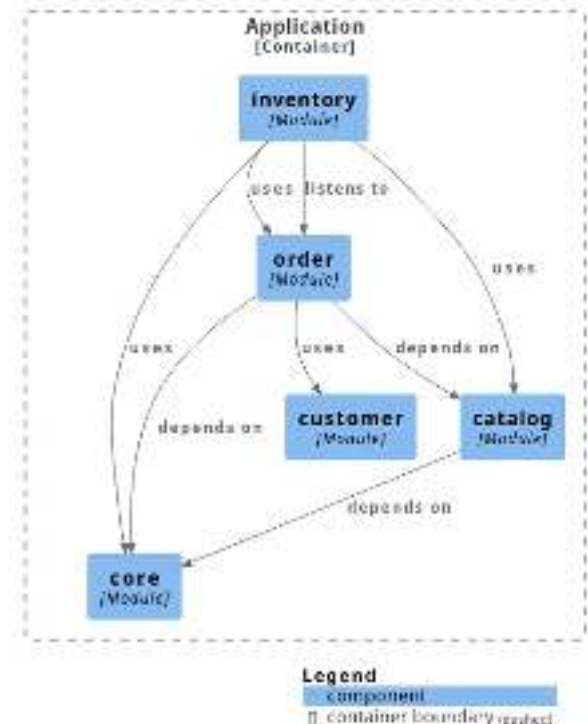 Application
[Container]
inventory
[Module]
uses listens to
order
[Module]
uses
uses
uses
depends on
depends on
customer
[Module]
catalog
[Module]
depends on
core
[Module]
Legend
component
container boundary (dashed)